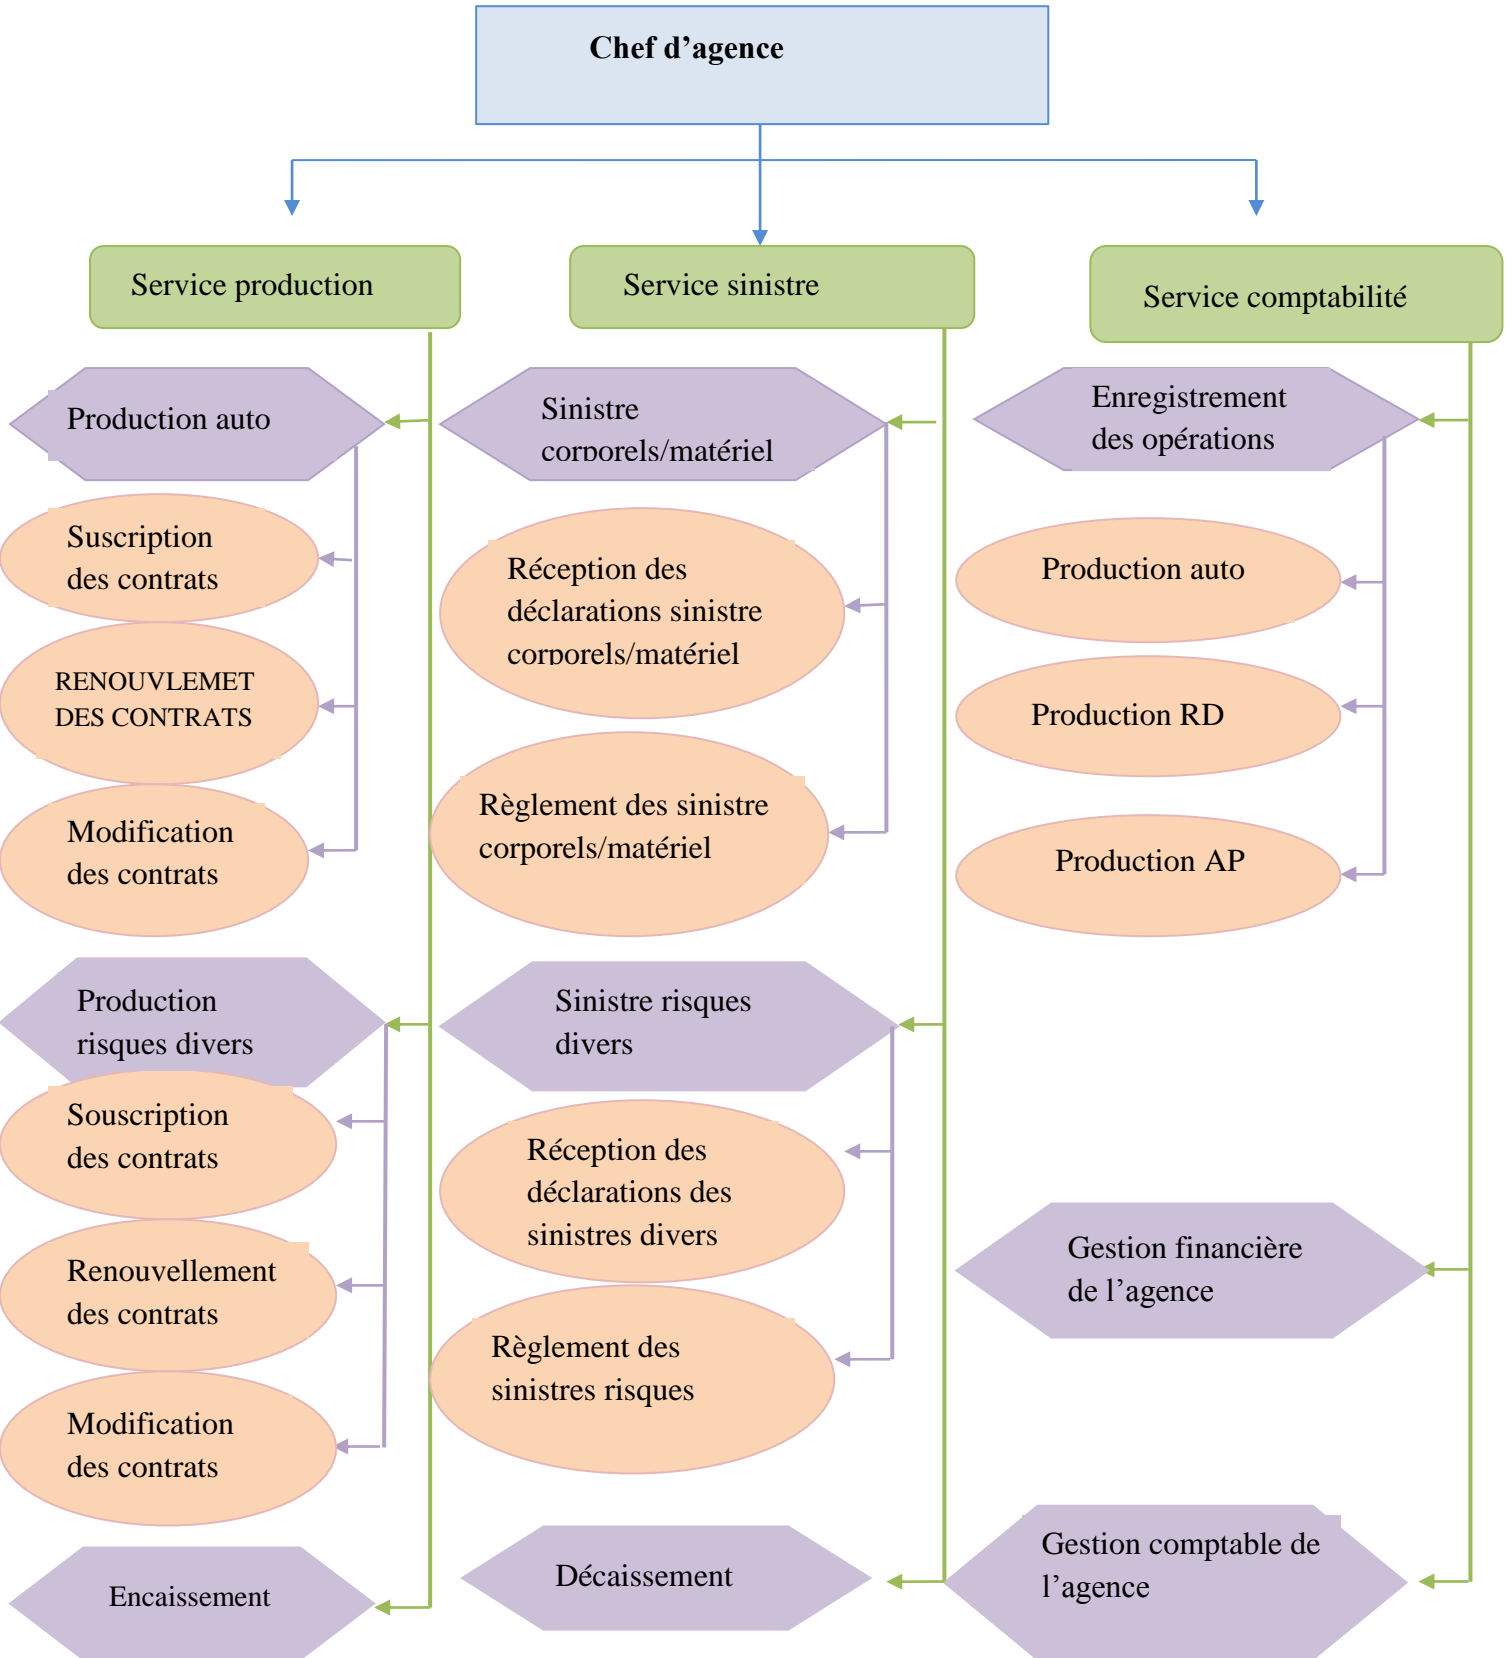 Chef d’agence
Service production
Service sinistre
Service comptabilité
Production auto
Suscription
des contrats
RENOUVLEMET
DES CONTRATS
Modification
des contrats
Production
risques divers
Souscription
des contrats
Renouvellement
des contrats
Modification
des contrats
Encaissement
Sinistre
corporels/matériel
Réception des
déclarations sinistre
corporels/matériel
Règlement des sinistre
corporels/matériel
Sinistre risques
divers
Réception des
déclarations des
sinistres divers
Règlement des
sinistres risques
Décaissement
Enregistrement
des opérations
Production auto
Production RD
Production AP
Gestion financière
de l’agence
Gestion comptable de
l’agence